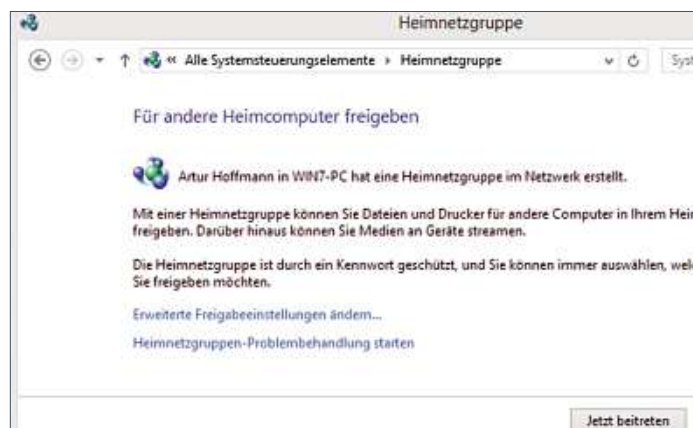 Heimnetzgruppe
« Alle Systemsteuerungselemente Heimnetzgruppe Syst
Für andere Heimcomputer freigeben
Artur Hoffmann in WIN7-PC hat eine Heimnetzgruppe im Netzwerk erstellt.
Mit einer Heimnetzgruppe können Sie Dateien und Drucker für andere Computer in Ihrem Hein
freigeben. Darüber hinaus können Sie Medien an Geräte streamen.
Die Heimnetzgruppe ist durch ein Kennwort geschützt, und Sie können immer auswählen, welc
Sie freigeben möchten.
Erweiterte Freigabeeinstellungen ändern...
Heimnetzgruppen-Problembehandlung starten
Jetzt beitreten